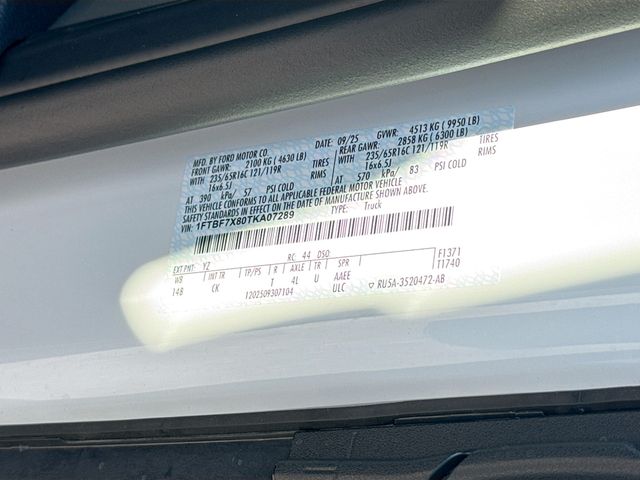 MFD. BY FORD MOTOR CO. DATE: 09/25 GVWR: 4513 KG (9950 LB)
FRONT GAWR: 2100 KG (4630 LB) REAR GAWR: 2858 KG (6300 LB)
WITH 235/65R16C 121/119R TIRES WITH 235/65R16C 121/119R TIRES
16x6.5J RIMS 16x6.5J RIMS
AT 390 kPa/ 57 PSI COLD AT 570 kPa/ 83 PSI COLD
THIS VEHICLE CONFORMS TO ALL APPLICABLE FEDERAL MOTOR VEHICLE
SAFETY STANDARDS IN EFFECT ON THE DATE OF MANUFACTURE SHOWN ABOVE.
VIN: 1FTBF7X80TKA07289 TYPE: Truck
EXT PNT: YZ RC: 44 DSO: F1371
WB INT TR TP/PS R AXLE TR SPR T1740
148 CK T 4L U AAEE
1202509307104 ULC RU5A-3520472-AB